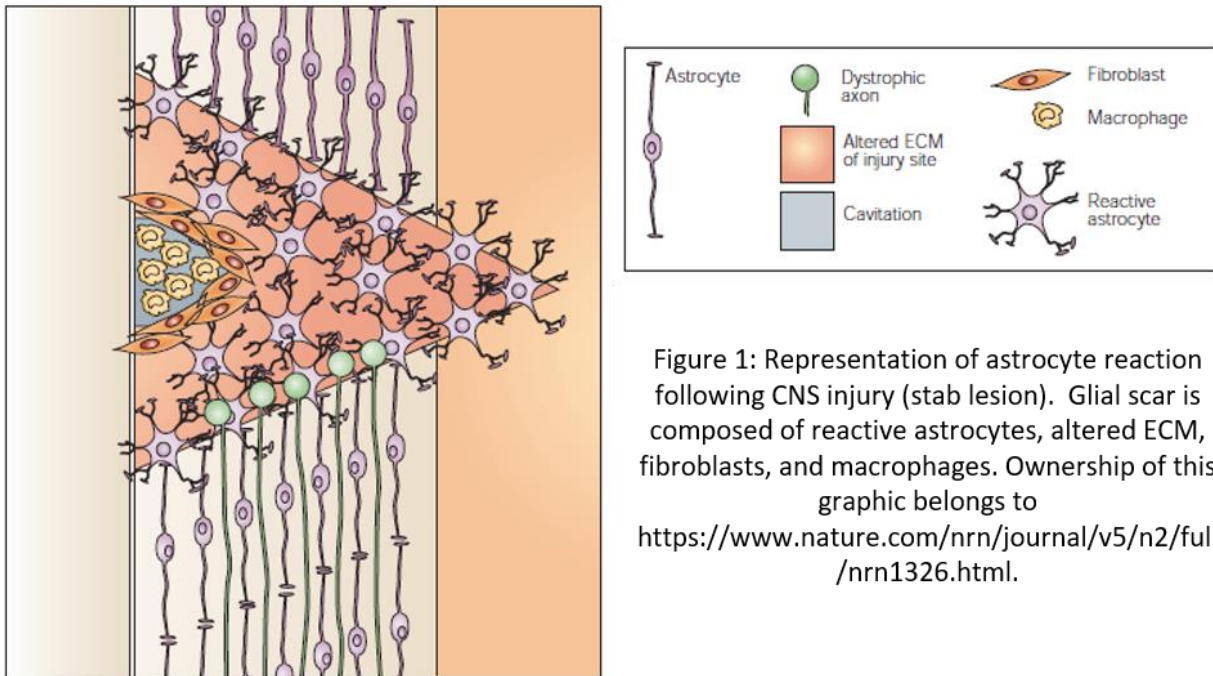 Astrocyte
Dystrophic
axon
Altered ECM
of injury site
Cavitation
Fibroblast
Macrophage
Reactive
astrocyte
Figure 1: Representation of astrocyte reaction
following CNS injury (stab lesion). Glial scar is
composed of reactive astrocytes, altered ECM,
fibroblasts, and macrophages. Ownership of this
graphic belongs to
https://www.nature.com/nrn/journal/v5/n2/ful
/nrn1326.html.